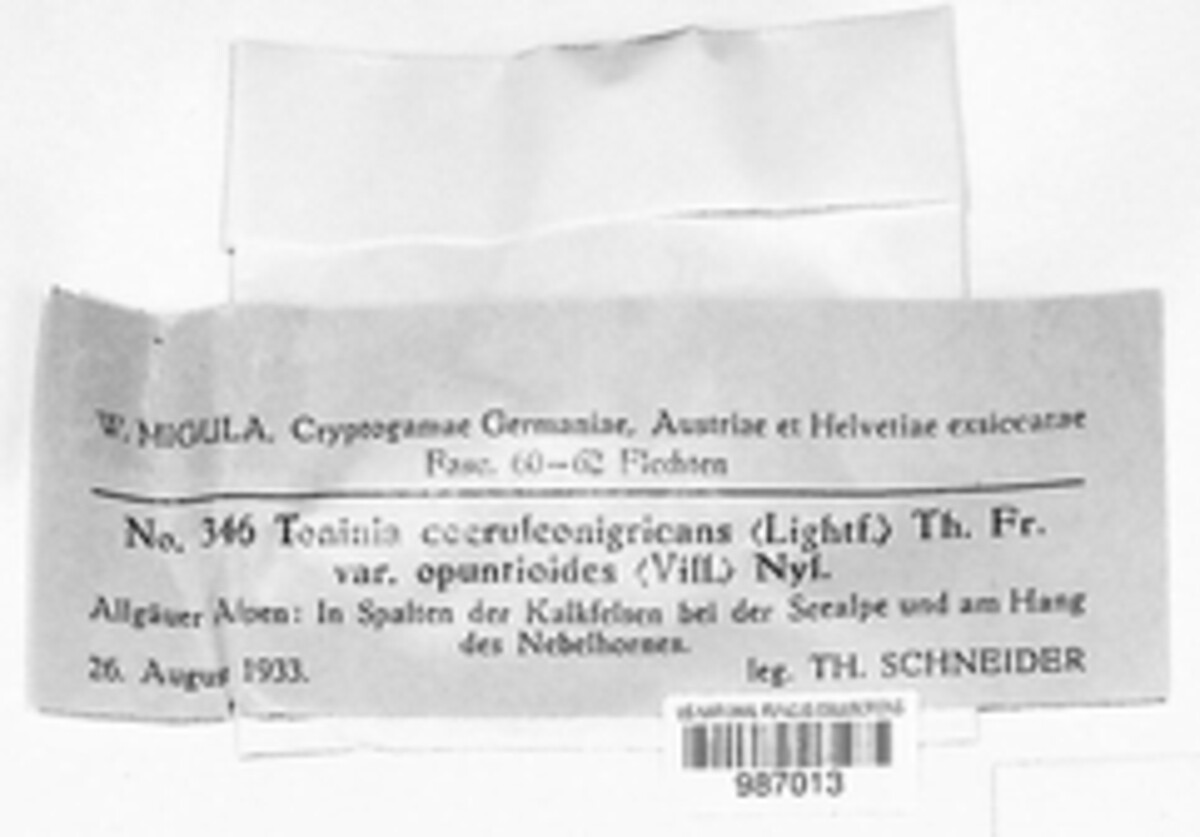 W. MIGULA, Cryptogamae Germaniae, Austriae et Helvetiae exsiccatae
Fasc. 60–62 Flechten
No. 346 Toninia coeruleonigricans (Lightf.) Th. Fr.
var. opuntioides (Vill.) Nyl.
Allgäuer Alpen: In Spalten der Kalkfelsen bei der Seealpe und am Hang
des Nebelhornes.
26. August 1933. leg. TH. SCHNEIDER
987013